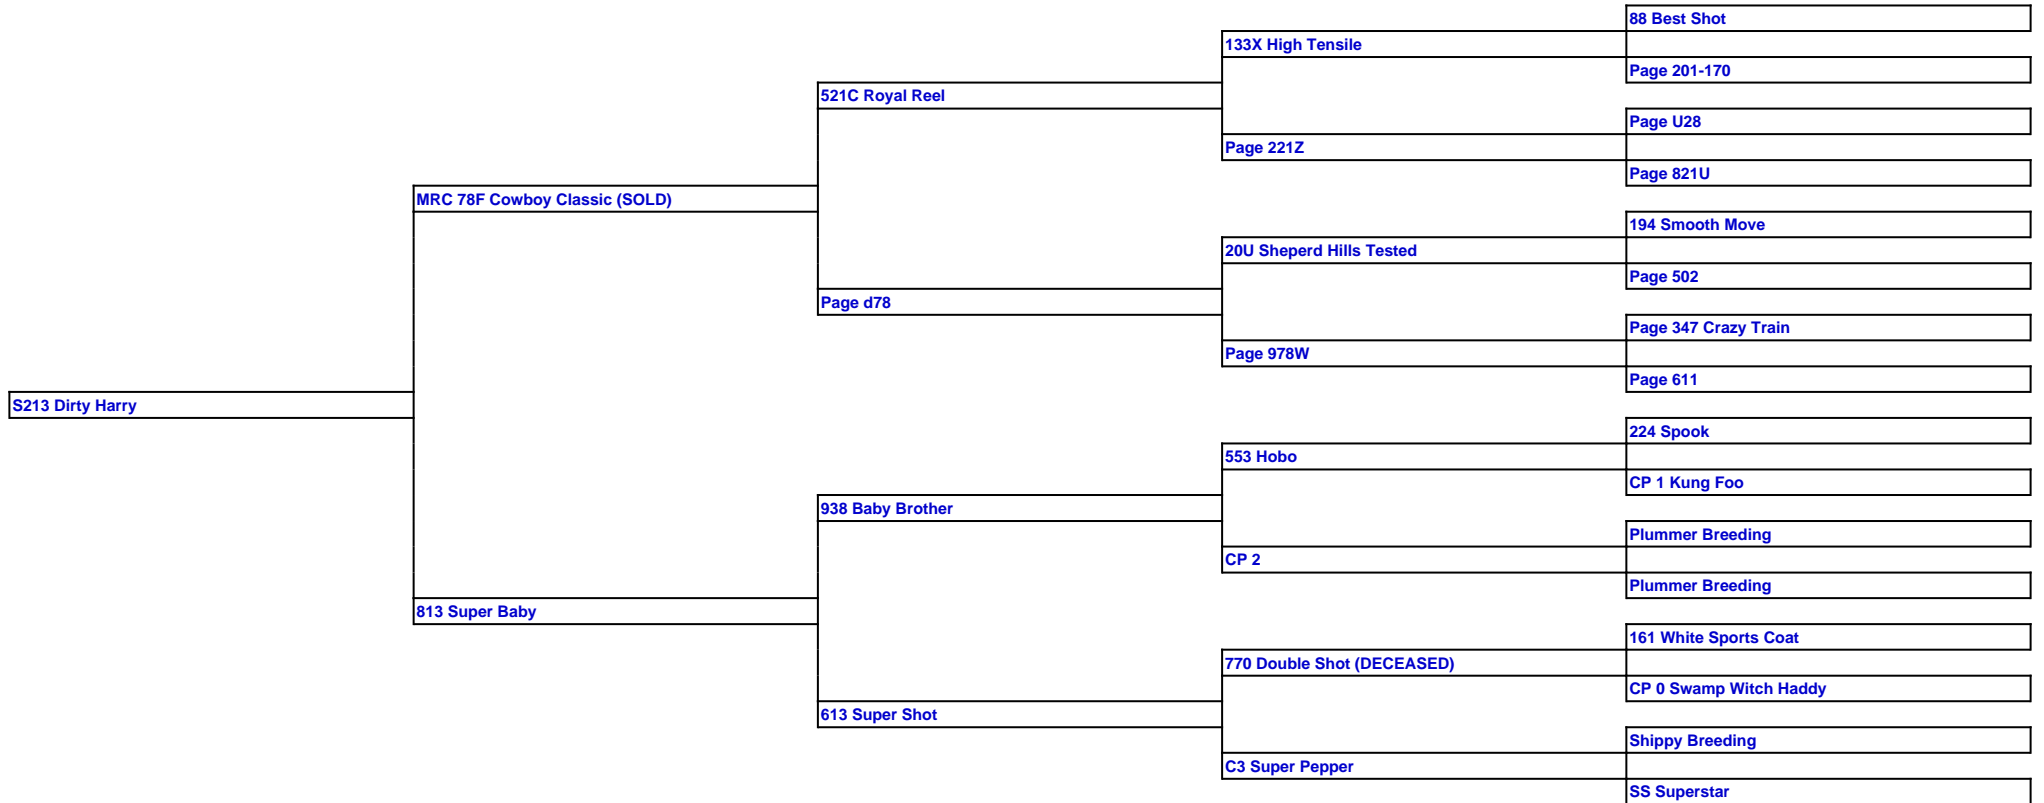 88 Best Shot
133X High Tensile
Page 201-170
521C Royal Reel
Page U28
Page 221Z
Page 821U
MRC 78F Cowboy Classic (SOLD)
194 Smooth Move
20U Sheperd Hills Tested
Page 502
Page d78
Page 347 Crazy Train
Page 978W
Page 611
S213 Dirty Harry
224 Spook
553 Hobo
CP 1 Kung Foo
938 Baby Brother
Plummer Breeding
CP 2
Plummer Breeding
813 Super Baby
161 White Sports Coat
770 Double Shot (DECEASED)
CP 0 Swamp Witch Haddy
613 Super Shot
Shippy Breeding
C3 Super Pepper
SS Superstar